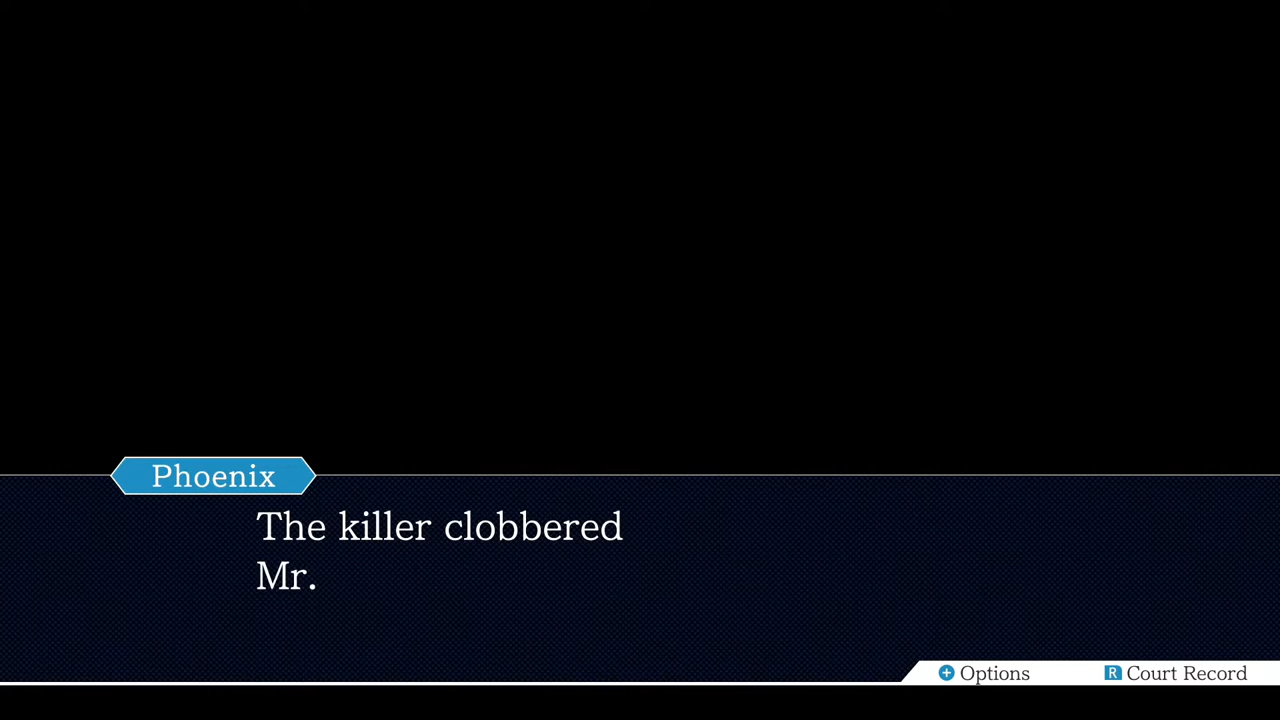 Phoenix
The killer clobbered
Mr.
+ Options
R Court Record